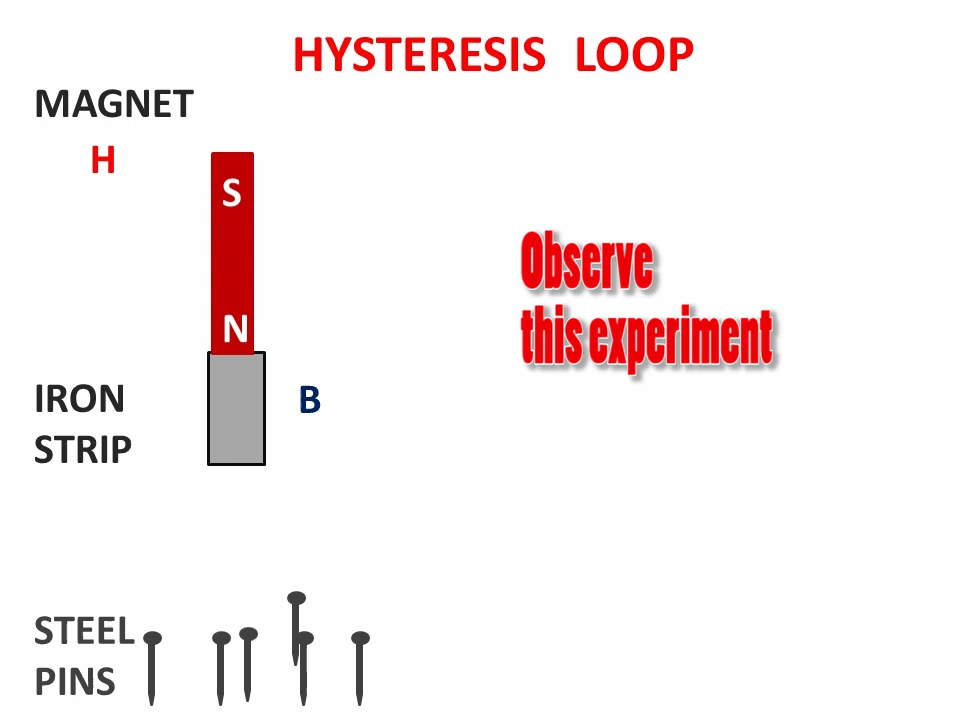 HYSTERESIS LOOP
MAGNET
H
S
N
Observe
this experiment
IRON
STRIP
B
STEEL
PINS